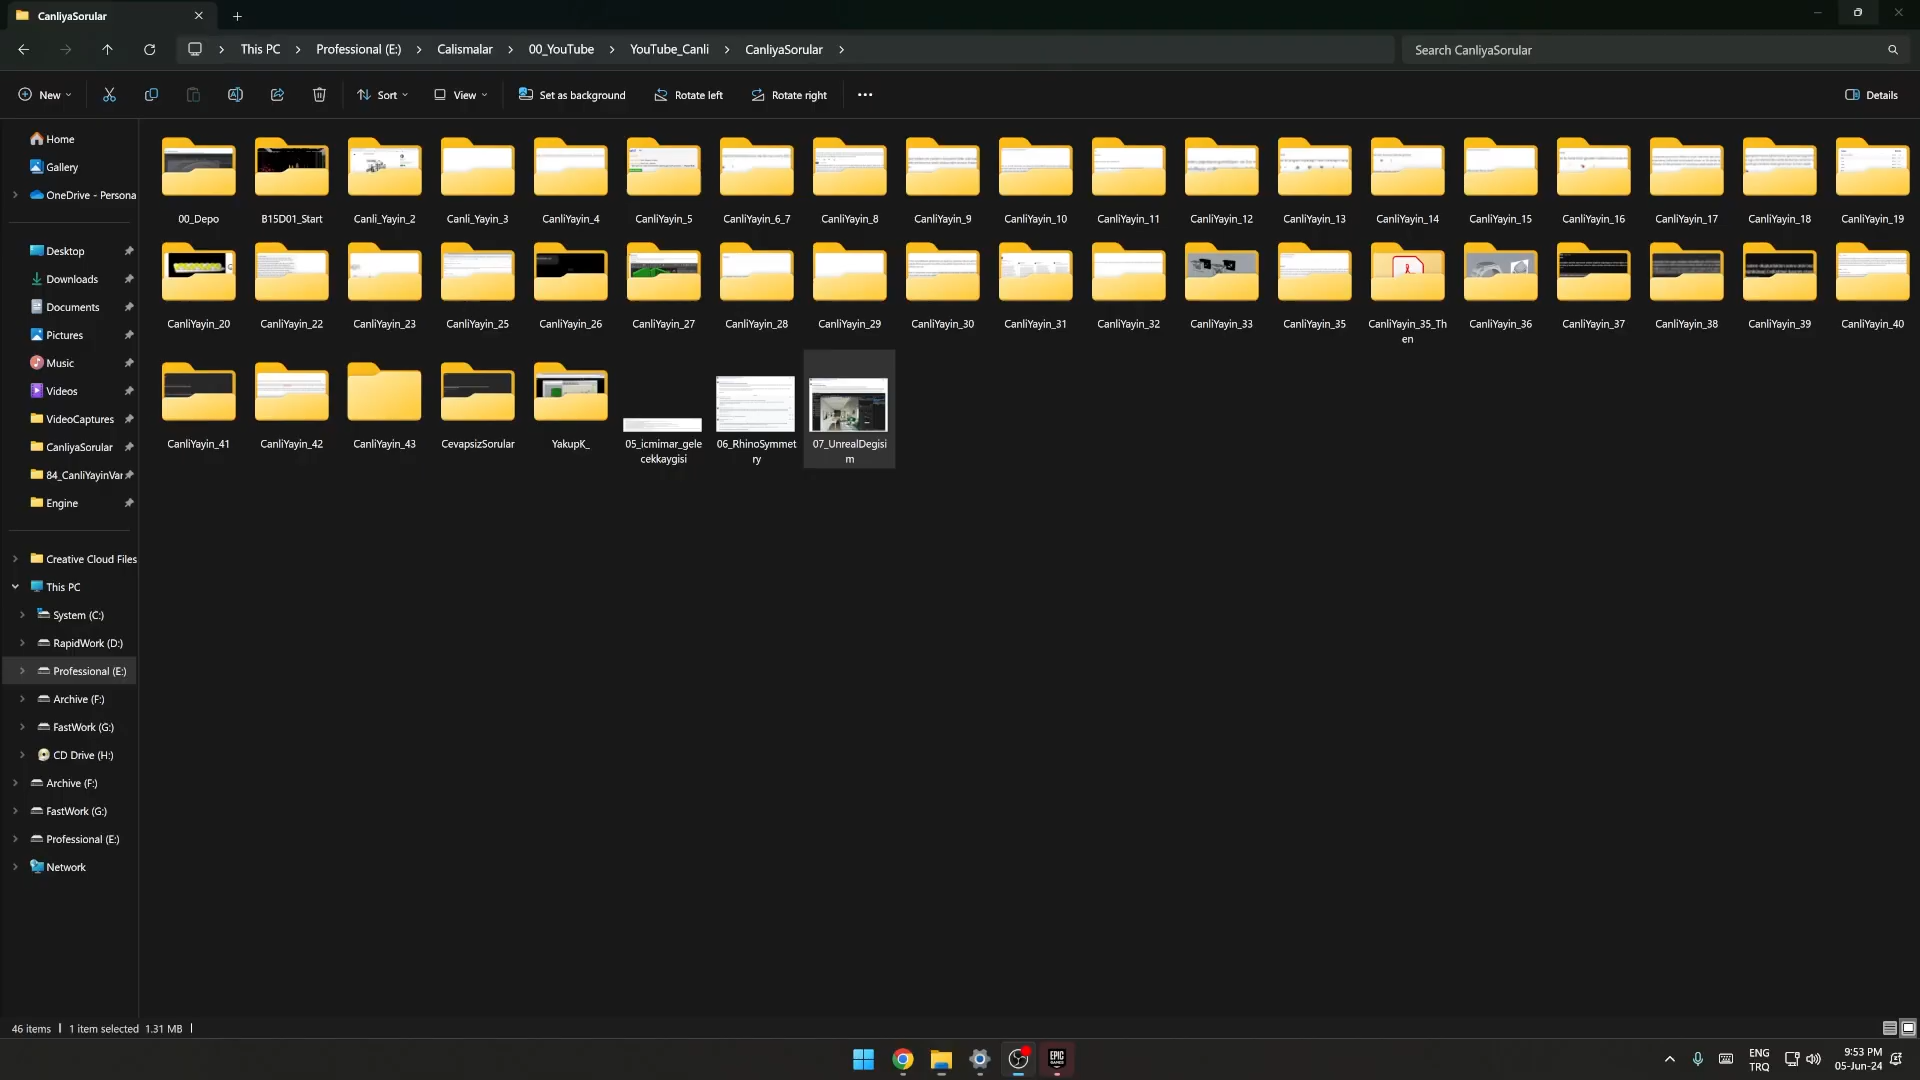 CanliyaSorular
This PC
Professional (E:)
Calismalar
00_YouTube
YouTube_Canli
CanliyaSorular
Search CanliyaSorular
New
Sort
View
Set as background
Rotate left
Rotate right
Details
Home
Gallery
OneDrive - Persona
Desktop
Downloads
Documents
Pictures
Music
Videos
VideoCaptures
CanliyaSorular
84_CanliYayinVar
Engine
Creative Cloud Files
This PC
System (C:)
RapidWork (D:)
Professional (E:)
Archive (F:)
FastWork (G:)
CD Drive (H:)
Archive (F:)
FastWork (G:)
Professional (E:)
Network
00_Depo
B15D01_Start
Canli_Yayin_2
Canli_Yayin_3
CanliYayin_4
CanliYayin_5
CanliYayin_6_7
CanliYayin_8
CanliYayin_9
CanliYayin_10
CanliYayin_11
CanliYayin_12
CanliYayin_13
CanliYayin_14
CanliYayin_15
CanliYayin_16
CanliYayin_17
CanliYayin_18
CanliYayin_19
CanliYayin_20
CanliYayin_22
CanliYayin_23
CanliYayin_25
CanliYayin_26
CanliYayin_27
CanliYayin_28
CanliYayin_29
CanliYayin_30
CanliYayin_31
CanliYayin_32
CanliYayin_33
CanliYayin_35
CanliYayin_35_Th
en
CanliYayin_36
CanliYayin_37
CanliYayin_38
CanliYayin_39
CanliYayin_40
CanliYayin_41
CanliYayin_42
CanliYayin_43
CevapsizSorular
YakupK_
05_icmimar_gele
cekkaygisi
06_RhinoSymmet
ry
07_UnrealDegisi
m
46 items
1 item selected 1.31 MB
EPIC
GAMES
ENG
TRQ
9:53 PM
05-Jun-24